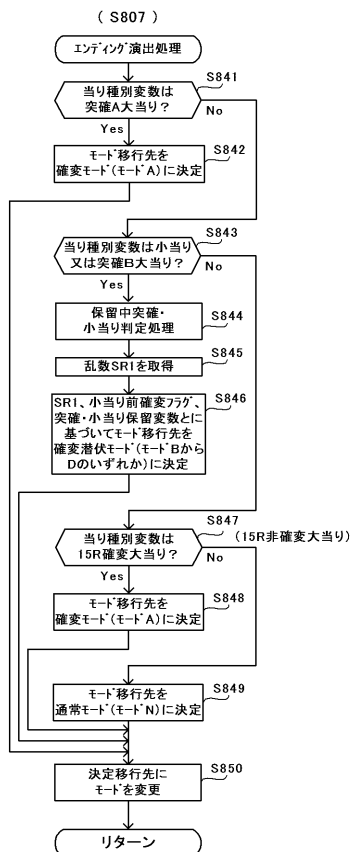 ( S807 )
エンディング演出処理
S841
当り種別変数は
突確A大当り?
No
Yes
S842
モード移行先を
確変モード(モードA)に決定
S843
当り種別変数は小当り
又は突確B大当り?
No
Yes
S844
保留中突確・
小当り判定処理
S845
乱数SR1を取得
S846
SR1、小当り前確変フラグ、
突確・小当り保留変数とに
基づいてモード移行先を
確変潜伏モード(モードBから
Dのいずれか)に決定
S847
当り種別変数は
15R確変大当り?
(15R非確変大当り)
No
Yes
S848
モード移行先を
確変モード(モードA)に決定
S849
モード移行先を
通常モード(モードN)に決定
S850
決定移行先に
モードを変更
リターン